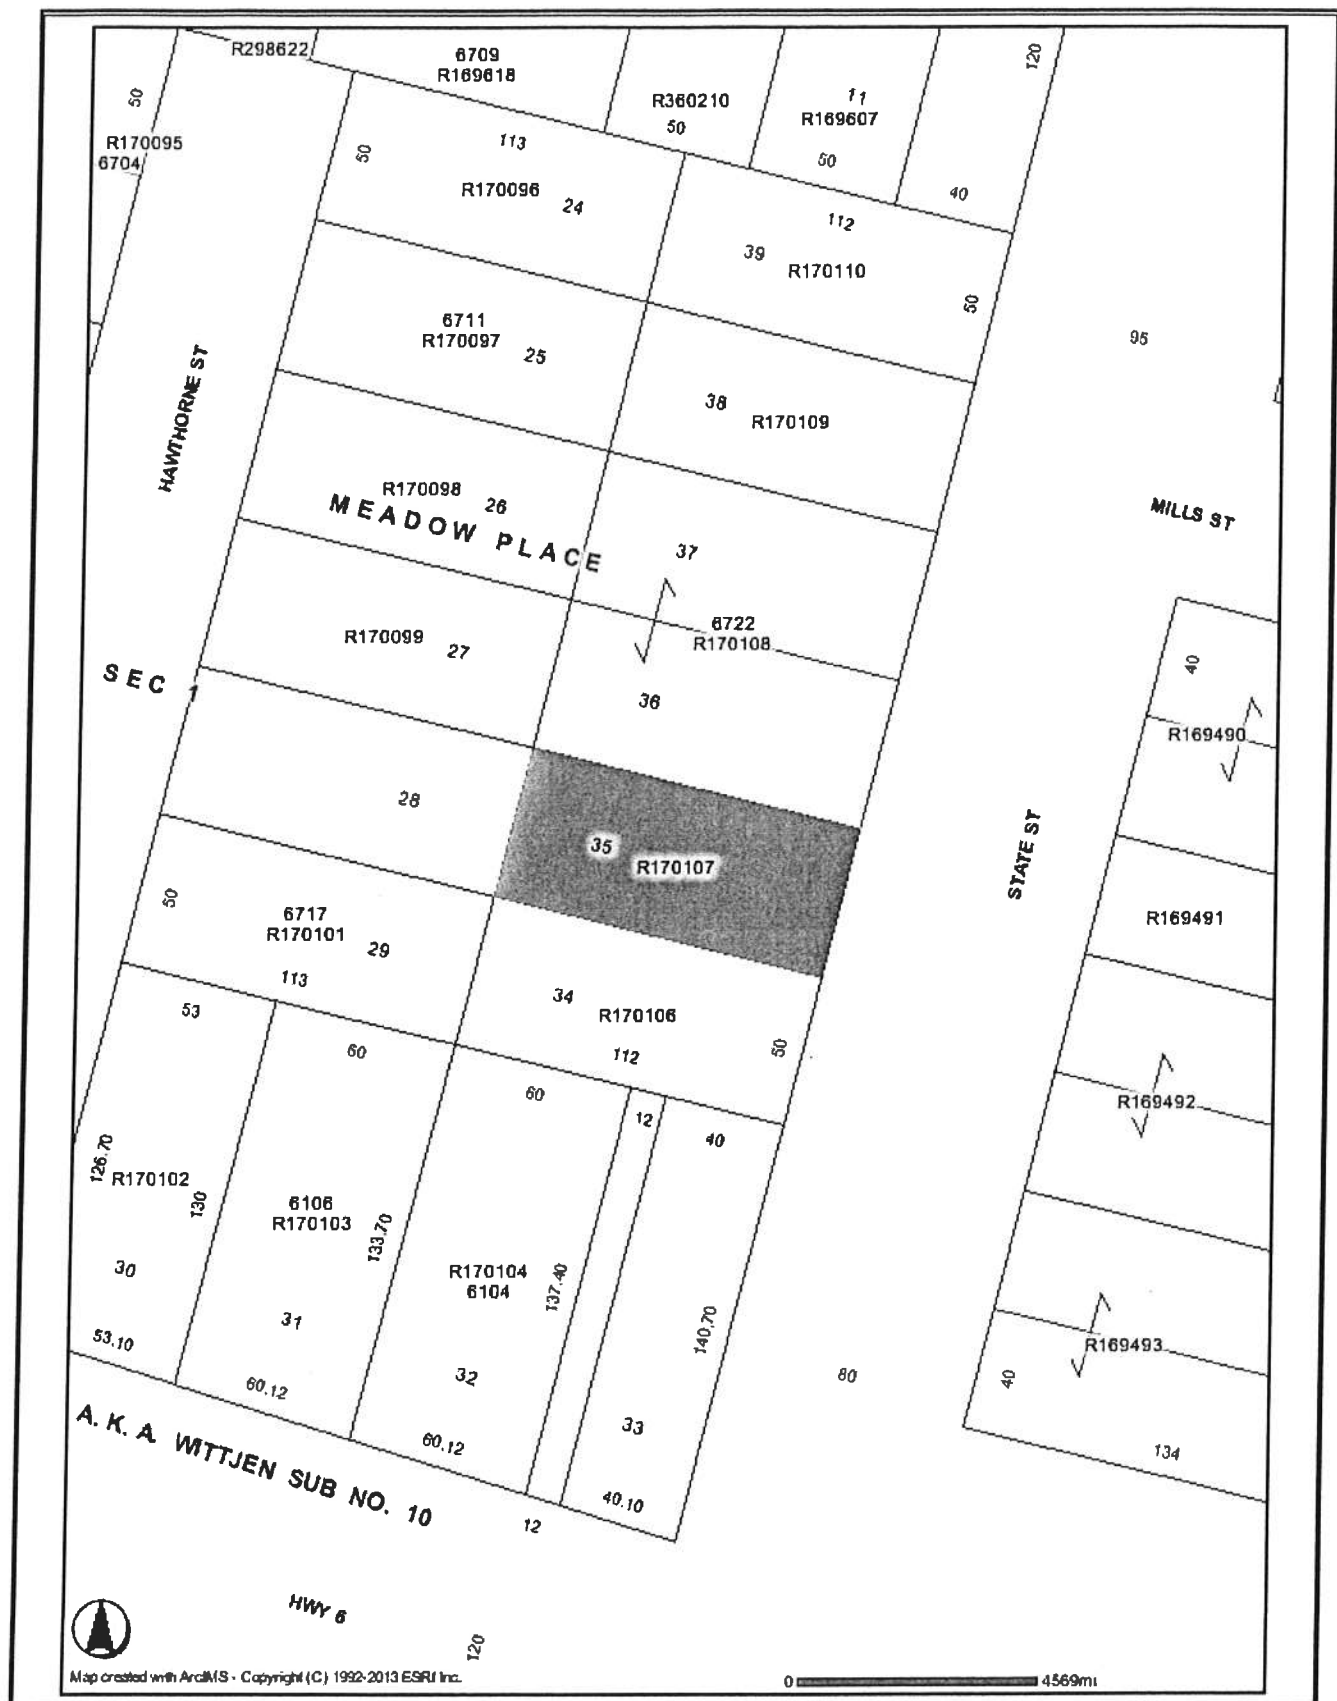 R298622
6709
R169618
R360210
50
11
R169607
50
120
40
50
R170095
6704
113
50
R170096
24
112
39
R170110
50
6711
R170097
25
38
R170109
95
HAWTHORNE ST
R170098
26
MEADOW PLACE
37
MILLS ST
R170099
27
6722
R170108
36
SEC 1
40
R169490
28
35
R170107
STATE ST
R169491
50
6717
R170101
29
113
34
R170106
112
50
53
60
60
12
40
R169492
126.70
R170102
130
6106
R170103
133.70
R170104
6104
137.40
140.70
30
31
32
33
53.10
60.12
60.12
40.10
12
80
R169493
40
134
A. K. A. WITTJEN SUB NO. 10
HWY 6
120
Map created with ArcIMS - Copyright (C) 1992-2013 ESRI Inc.
0 4569mi